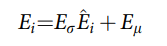 E_i = E_σ Ê_i + E_μ